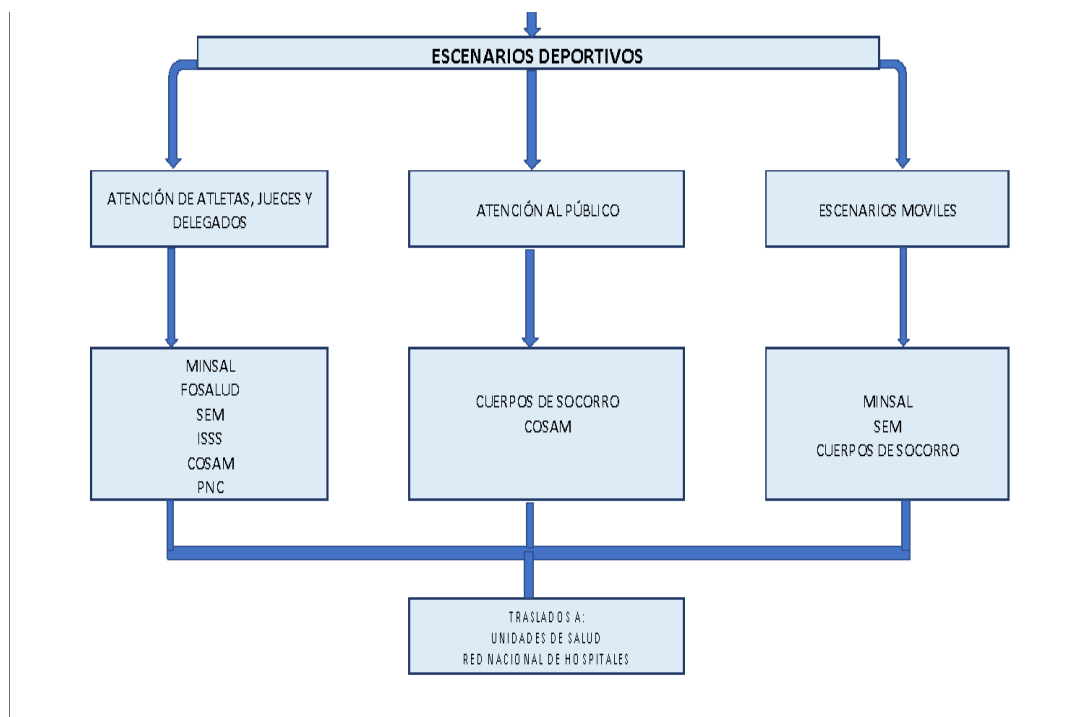 ESCENARIOS DEPORTIVOS
ATENCIÓN DE ATLETAS, JUECES Y
DELEGADOS
ATENCIÓN AL PÚBLICO
ESCENARIOS MOVILES
MINSAL
FOSALUD
SEM
ISSS
COSAM
PNC
CUERPOS DE SOCORRO
COSAM
MINSAL
SEM
CUERPOS DE SOCORRO
TRASLADOS A:
UNIDADES DE SALUD
RED NACIONAL DE HOSPITALES